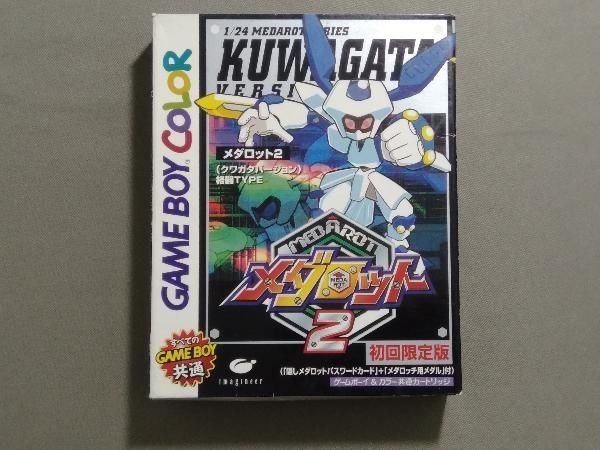 1/24 MEDAROT SERIES
KUWAGATA
VERSI
GAME BOY COLOR
メダロット2
(クワガタバージョン)
格闘TYPE
MEDAROT
メダロット
MEDA
ROT
2
すべての
GAME BOY
共通
imagineer
初回限定版
(「隠しメダロットパスワードカード」+「メダロッチ用メダル」付)
ゲームボーイ&カラー共通カートリッジ